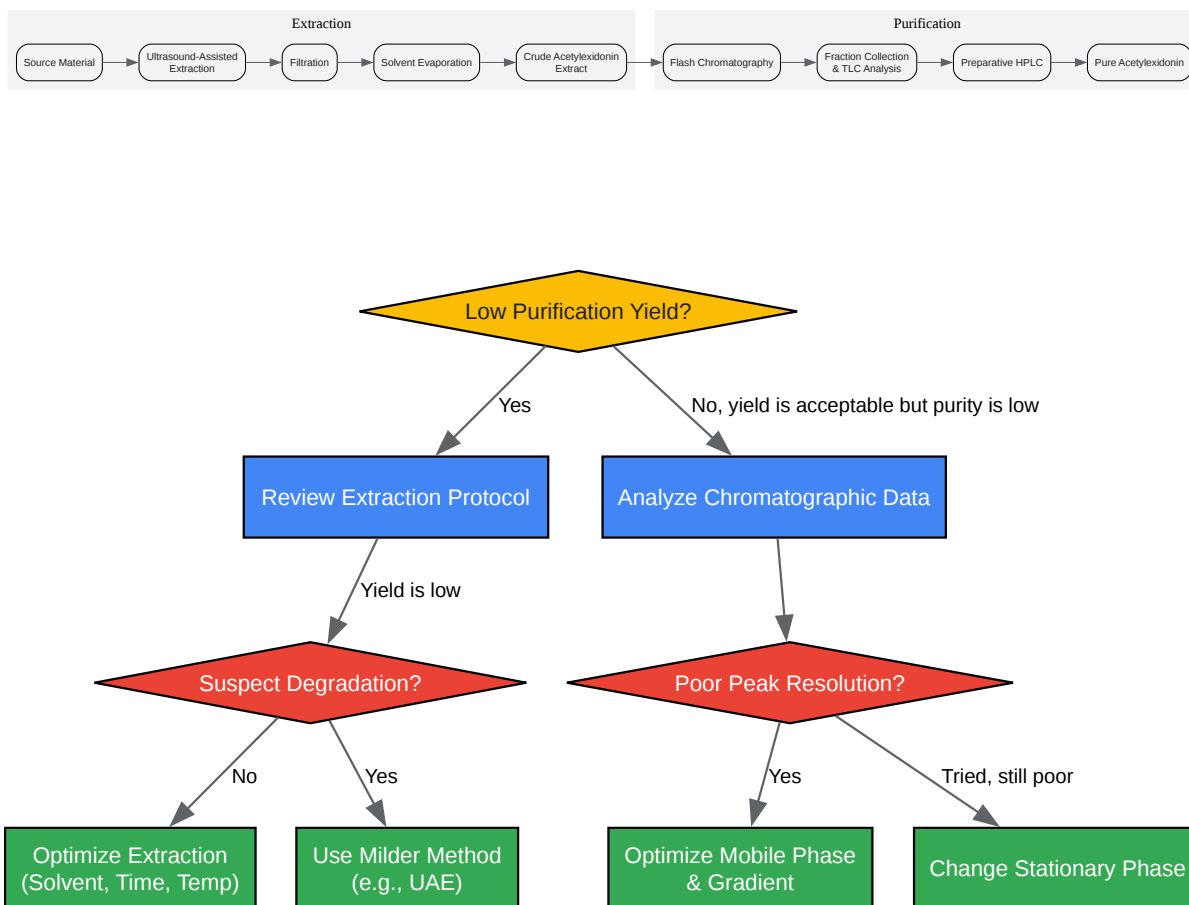 Extraction
Purification
Source Material
Ultrasound-Assisted
Extraction
Filtration
Solvent Evaporation
Crude Acetylexidonin
Extract
Flash Chromatography
Fraction Collection
& TLC Analysis
Preparative HPLC
Pure Acetylexidonin
Low Purification Yield?
Yes
No, yield is acceptable but purity is low
Review Extraction Protocol
Analyze Chromatographic Data
Yield is low
Suspect Degradation?
Poor Peak Resolution?
No
Yes
Yes
Tried, still poor
Optimize Extraction
(Solvent, Time, Temp)
Use Milder Method
(e.g., UAE)
Optimize Mobile Phase
& Gradient
Change Stationary Phase